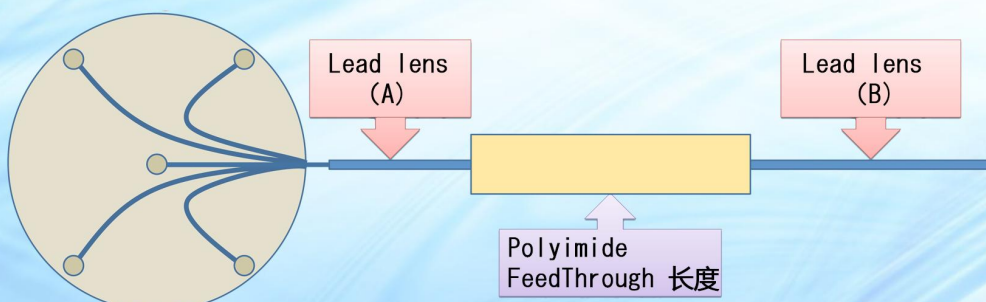 Lead lens
(A)
Lead lens
(B)
Polyimide
FeedThrough 长度